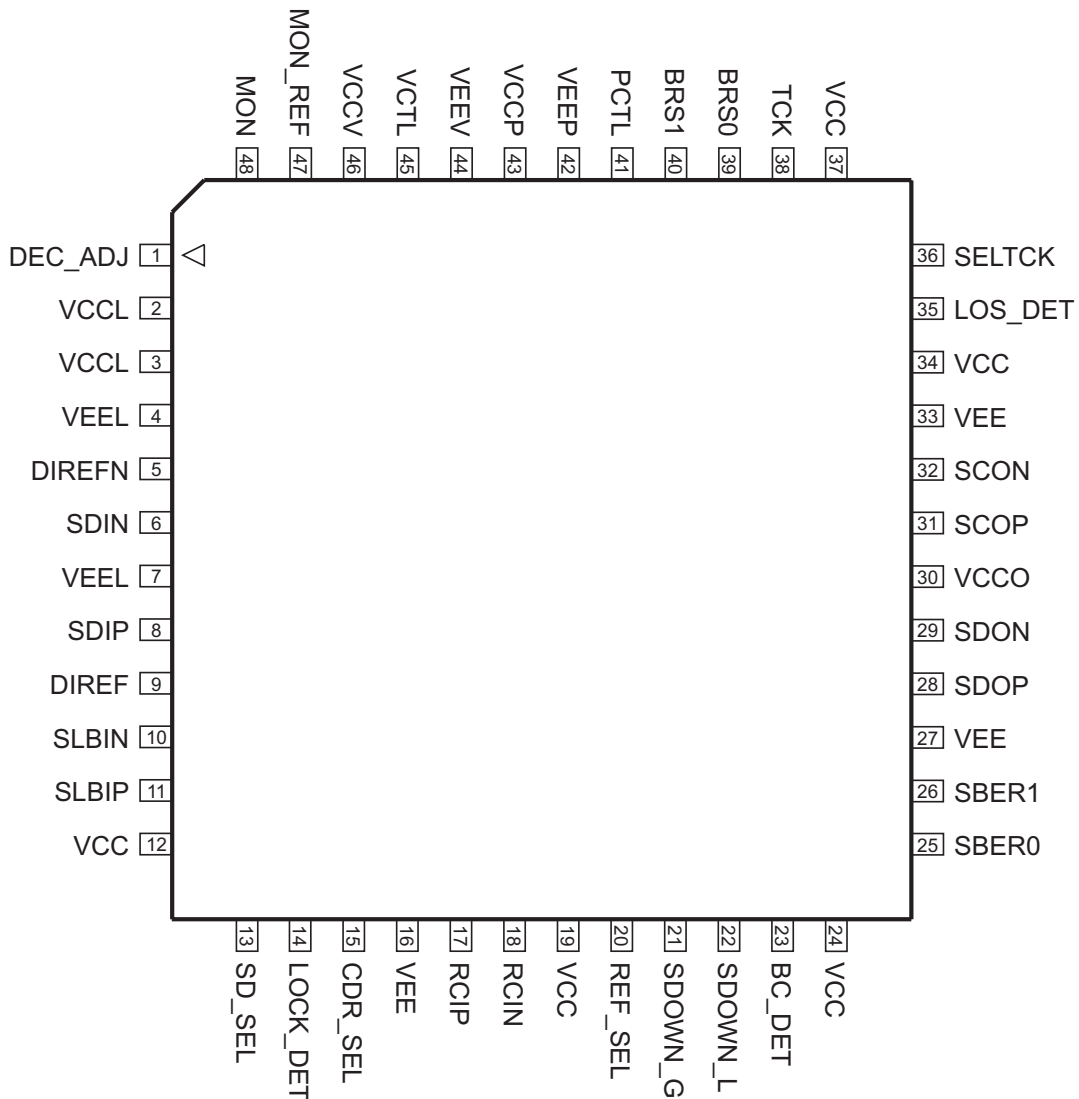 MON
MON_REF
VCCV
VCTL
VEEV
VCCP
VEEP
PCTL
BRS1
BRS0
TCK
VCC
48
47
46
45
44
43
42
41
40
39
38
37
DEC_ADJ 1
VCCL 2
VCCL 3
VEEL 4
DIREFN 5
SDIN 6
VEEL 7
SDIP 8
DIREF 9
SLBIN 10
SLBIP 11
VCC 12
36 SELTCK
35 LOS_DET
34 VCC
33 VEE
32 SCON
31 SCOP
30 VCCO
29 SDON
28 SDOP
27 VEE
26 SBER1
25 SBER0
13
14
15
16
17
18
19
20
21
22
23
24
SD_SEL
LOCK_DET
CDR_SEL
VEE
RCIP
RCIN
VCC
REF_SEL
SDOWN_G
SDOWN_L
BC_DET
VCC